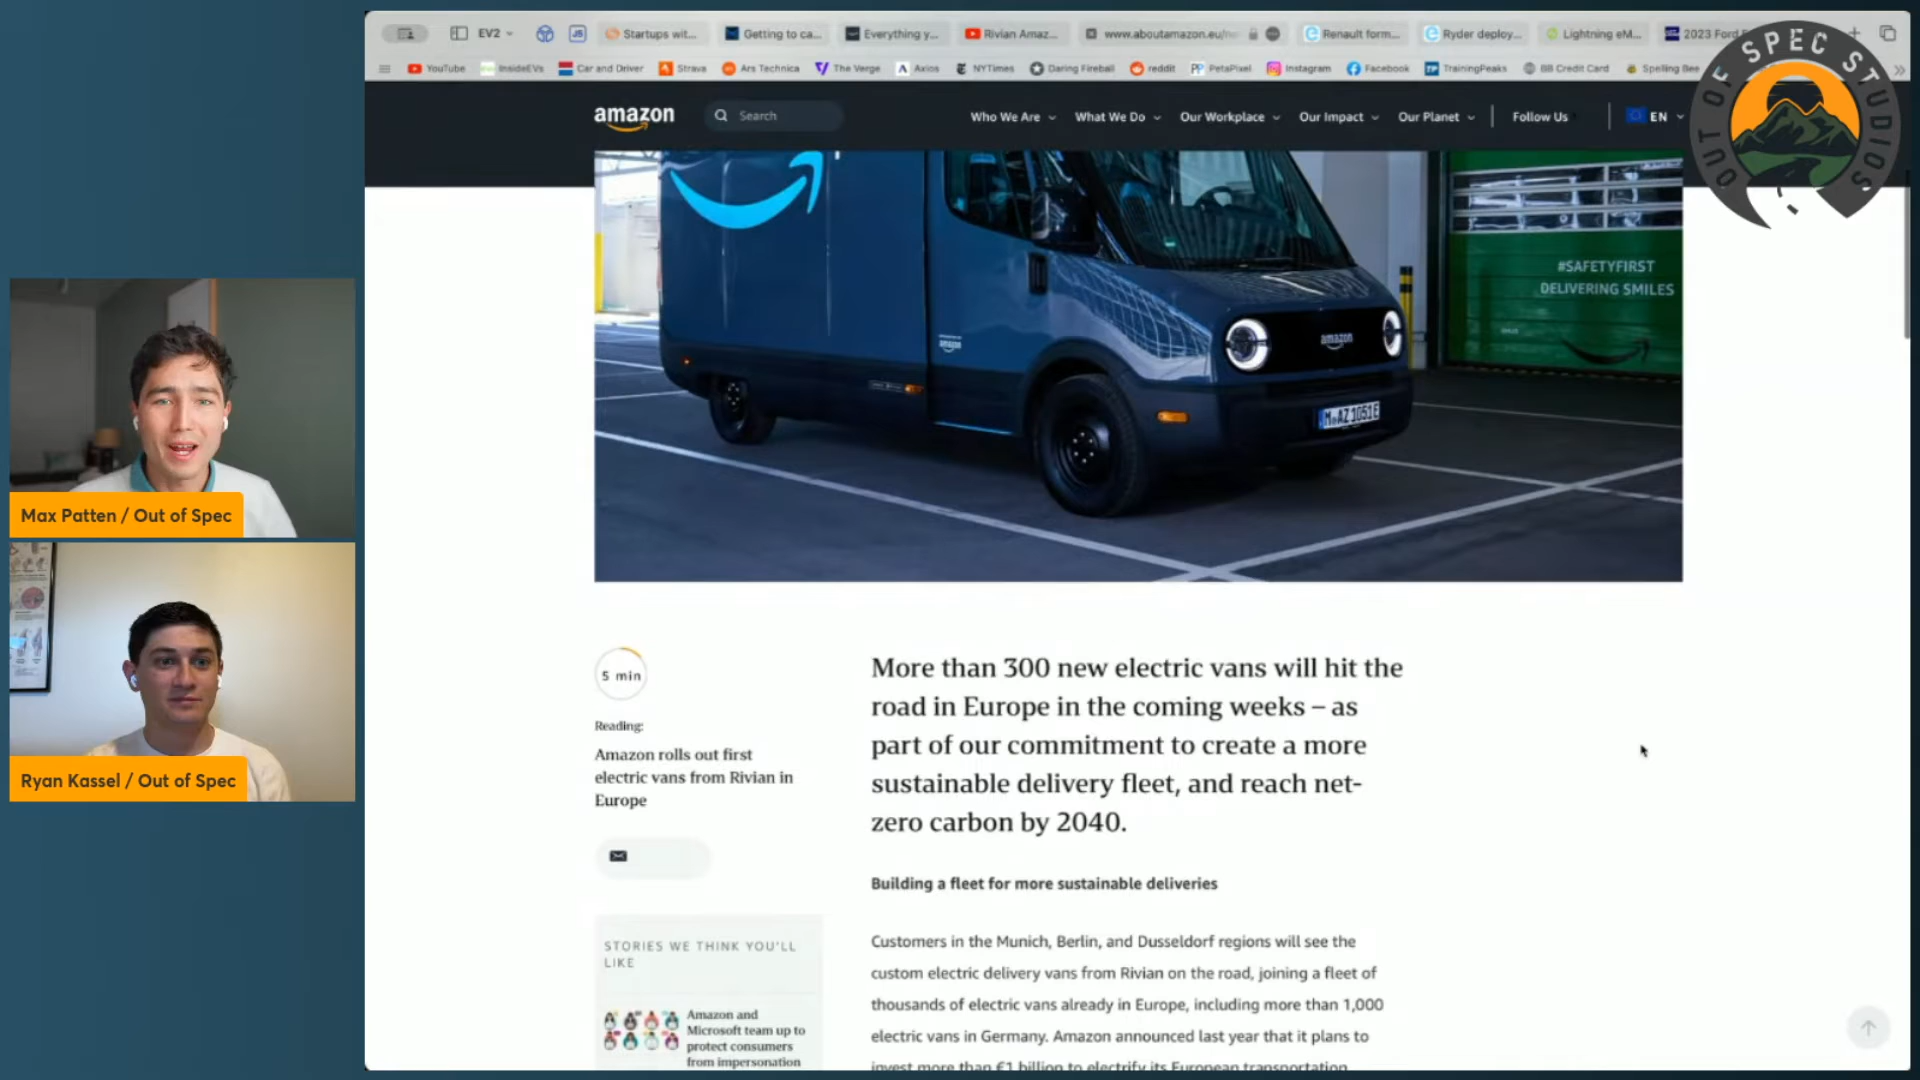 EV2
Startups wit...
Getting to ca...
Everything y...
Rivian Amaz...
www.aboutamazon.eu/ne
Renault form...
Ryder deploy...
Lightning eM...
2023 Ford
YouTube
InsideEVs
Car and Driver
Strava
Ars Technica
The Verge
Axios
NYTimes
Daring Fireball
reddit
PetaPixel
Instagram
Facebook
TrainingPeaks
BB Credit Card
Spelling Bee
OUT OF SPEC STUDIOS
amazon
Search
Who We Are
What We Do
Our Workplace
Our Impact
Our Planet
Follow Us
EN
#SAFETYFIRST
DELIVERING SMILES
amazon
amazon
M AZ 1051E
Max Patten / Out of Spec
Ryan Kassel / Out of Spec
5 min
Reading:
Amazon rolls out first
electric vans from Rivian in
Europe
STORIES WE THINK YOU'LL
LIKE
Amazon and
Microsoft team up to
protect consumers
from impersonation
More than 300 new electric vans will hit the
road in Europe in the coming weeks – as
part of our commitment to create a more
sustainable delivery fleet, and reach net-
zero carbon by 2040.
Building a fleet for more sustainable deliveries
Customers in the Munich, Berlin, and Dusseldorf regions will see the
custom electric delivery vans from Rivian on the road, joining a fleet of
thousands of electric vans already in Europe, including more than 1,000
electric vans in Germany. Amazon announced last year that it plans to
invest more than €1 billion to electrify its European transportation